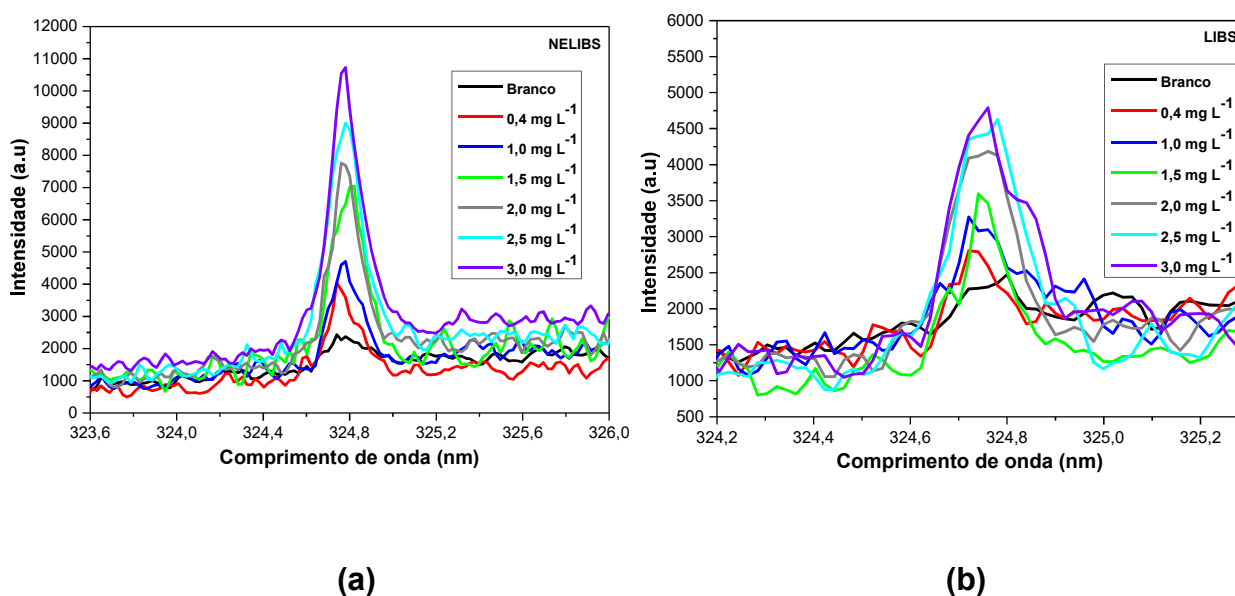 NELIBS
Intensidade (a.u)
12000
11000
10000
9000
8000
7000
6000
5000
4000
3000
2000
1000
0
Branco
0,4 mg L⁻¹
1,0 mg L⁻¹
1,5 mg L⁻¹
2,0 mg L⁻¹
2,5 mg L⁻¹
3,0 mg L⁻¹
323,6 324,0 324,4 324,8 325,2 325,6 326,0
Comprimento de onda (nm)
(a)
LIBS
Intensidade (a.u)
6000
5500
5000
4500
4000
3500
3000
2500
2000
1500
1000
500
Branco
0,4 mg L⁻¹
1,0 mg L⁻¹
1,5 mg L⁻¹
2,0 mg L⁻¹
2,5 mg L⁻¹
3,0 mg L⁻¹
324,2 324,4 324,6 324,8 325,0 325,2
Comprimento de onda (nm)
(b)